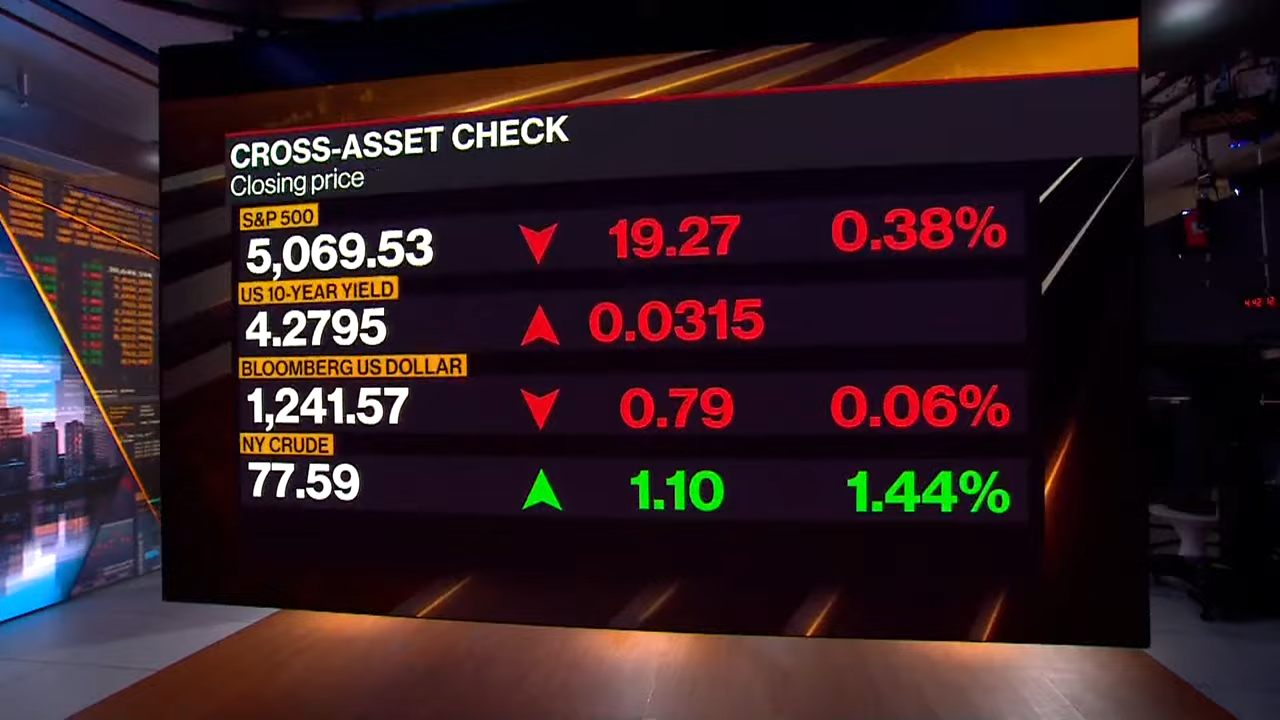 CROSS-ASSET CHECK
Closing price
S&P 500
5,069.53 19.27 0.38%
US 10-YEAR YIELD
4.2795 0.0315
BLOOMBERG US DOLLAR
1,241.57 0.79 0.06%
NY CRUDE
77.59 1.10 1.44%